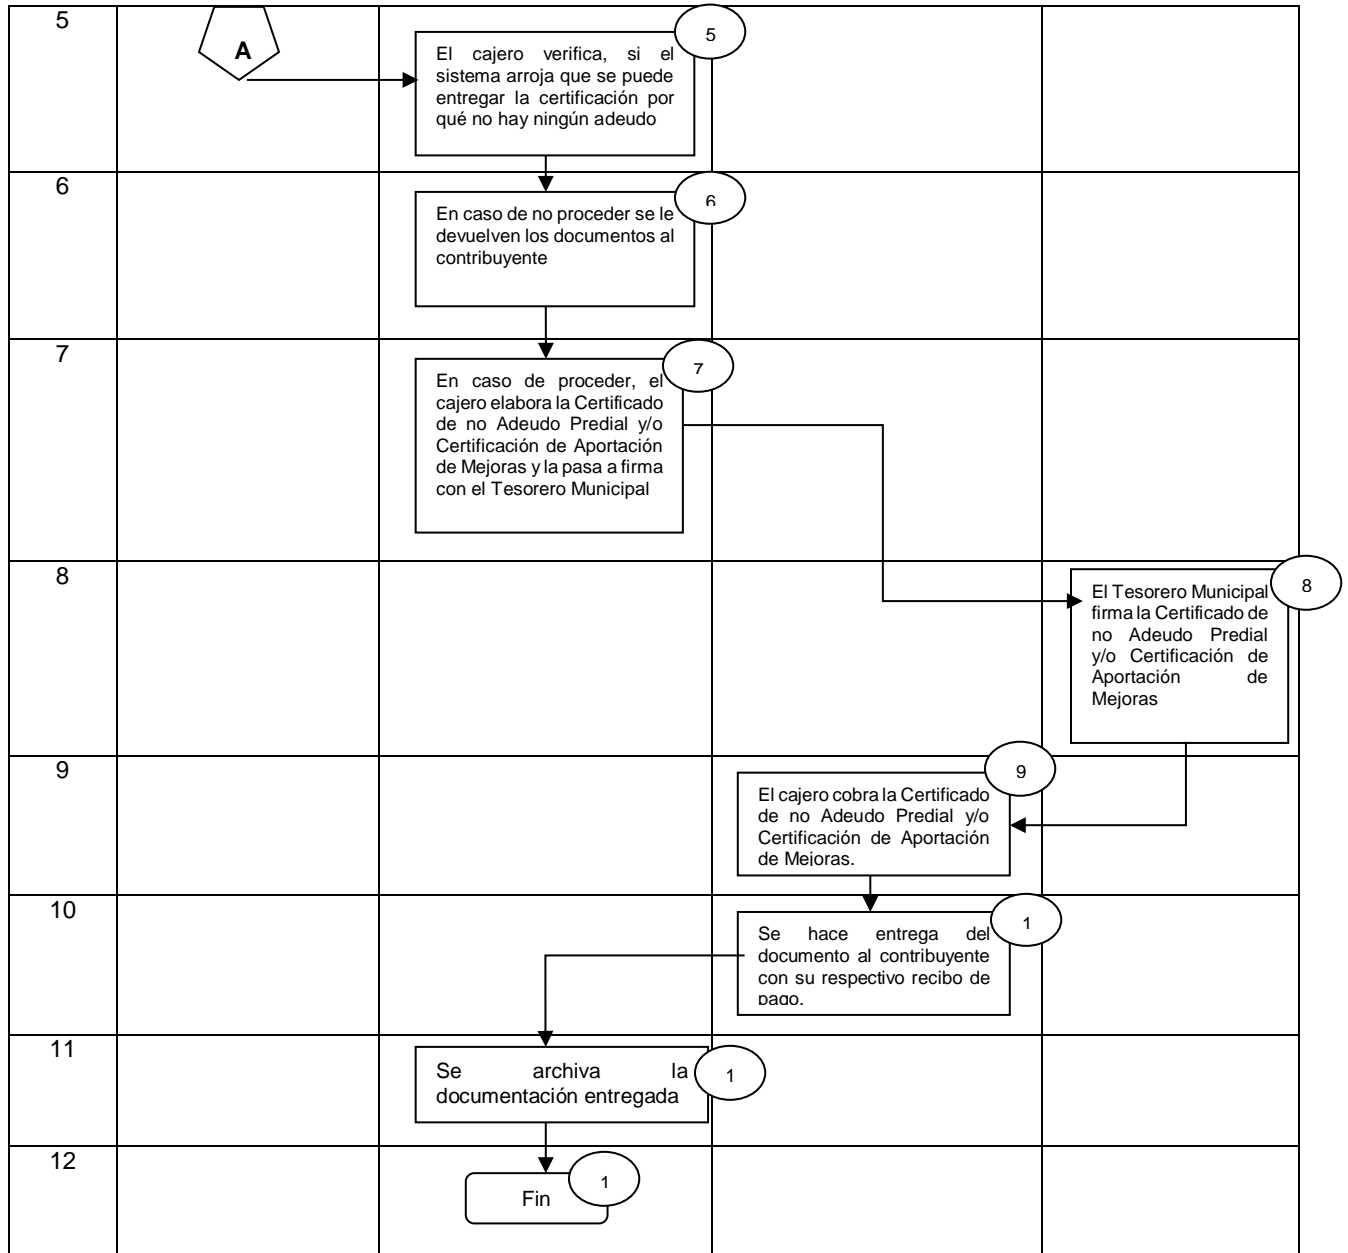 5
A
5
El cajero verifica, si el
sistema arroja que se puede
entregar la certificación por
qué no hay ningún adeudo
6
6
En caso de no proceder se le
devuelven los documentos al
contribuyente
7
7
En caso de proceder, el
cajero elabora la Certificado
de no Adeudo Predial y/o
Certificación de Aportación
de Mejoras y la pasa a firma
con el Tesorero Municipal
8
8
El Tesorero Municipal
firma la Certificado de
no Adeudo Predial
y/o Certificación de
Aportación de
Mejoras
9
9
El cajero cobra la Certificado
de no Adeudo Predial y/o
Certificación de Aportación
de Mejoras.
10
1
Se hace entrega del
documento al contribuyente
con su respectivo recibo de
pago.
11
1
Se archiva la
documentación entregada
12
1
Fin